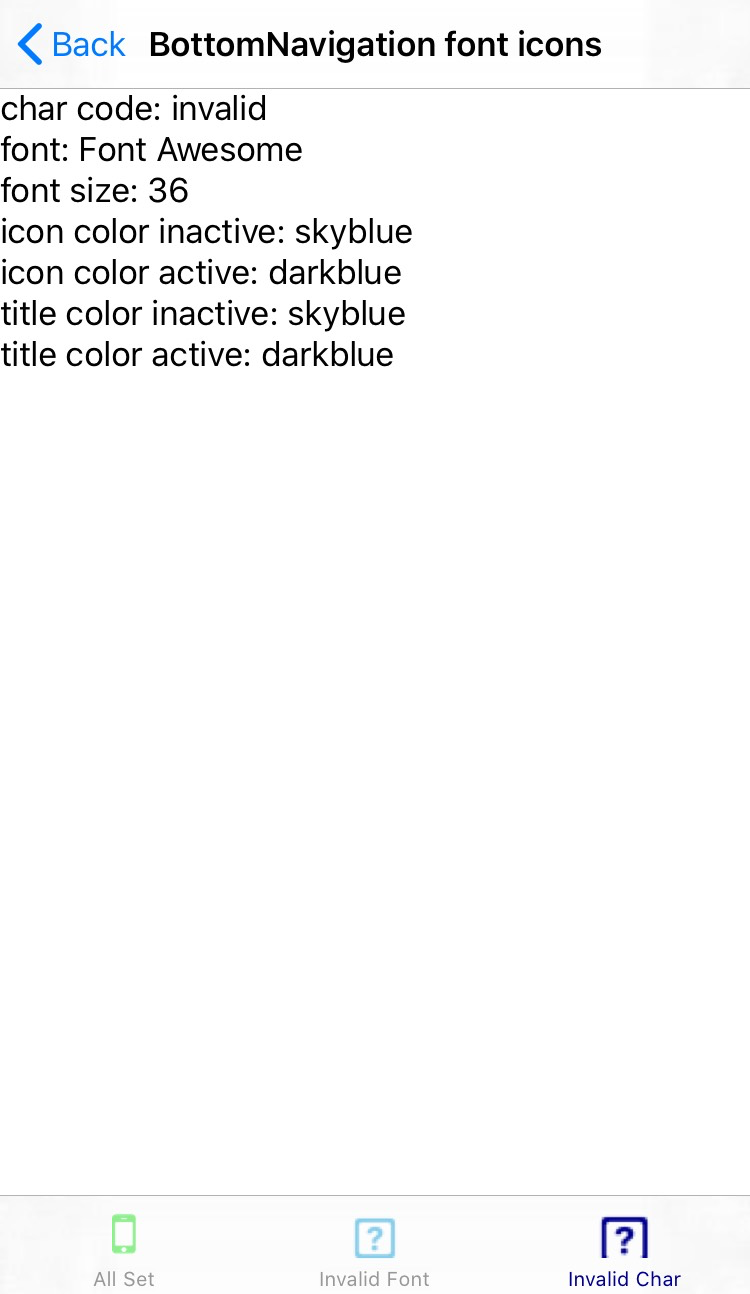 Back BottomNavigation font icons
char code: invalid
font: Font Awesome
font size: 36
icon color inactive: skyblue
icon color active: darkblue
title color inactive: skyblue
title color active: darkblue
? ?
All Set Invalid Font Invalid Char